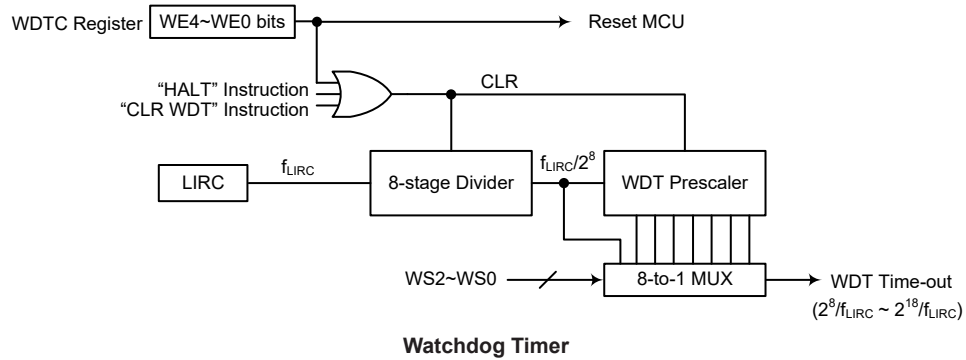 WDTC Register WE4~WE0 bits Reset MCU
“HALT” Instruction
“CLR WDT” Instruction
CLR
LIRC
fLIRC
8-stage Divider
fLIRC/2⁸
WDT Prescaler
WS2~WS0
8-to-1 MUX
WDT Time-out
(2⁸/fLIRC ~ 2¹⁸/fLIRC)
Watchdog Timer